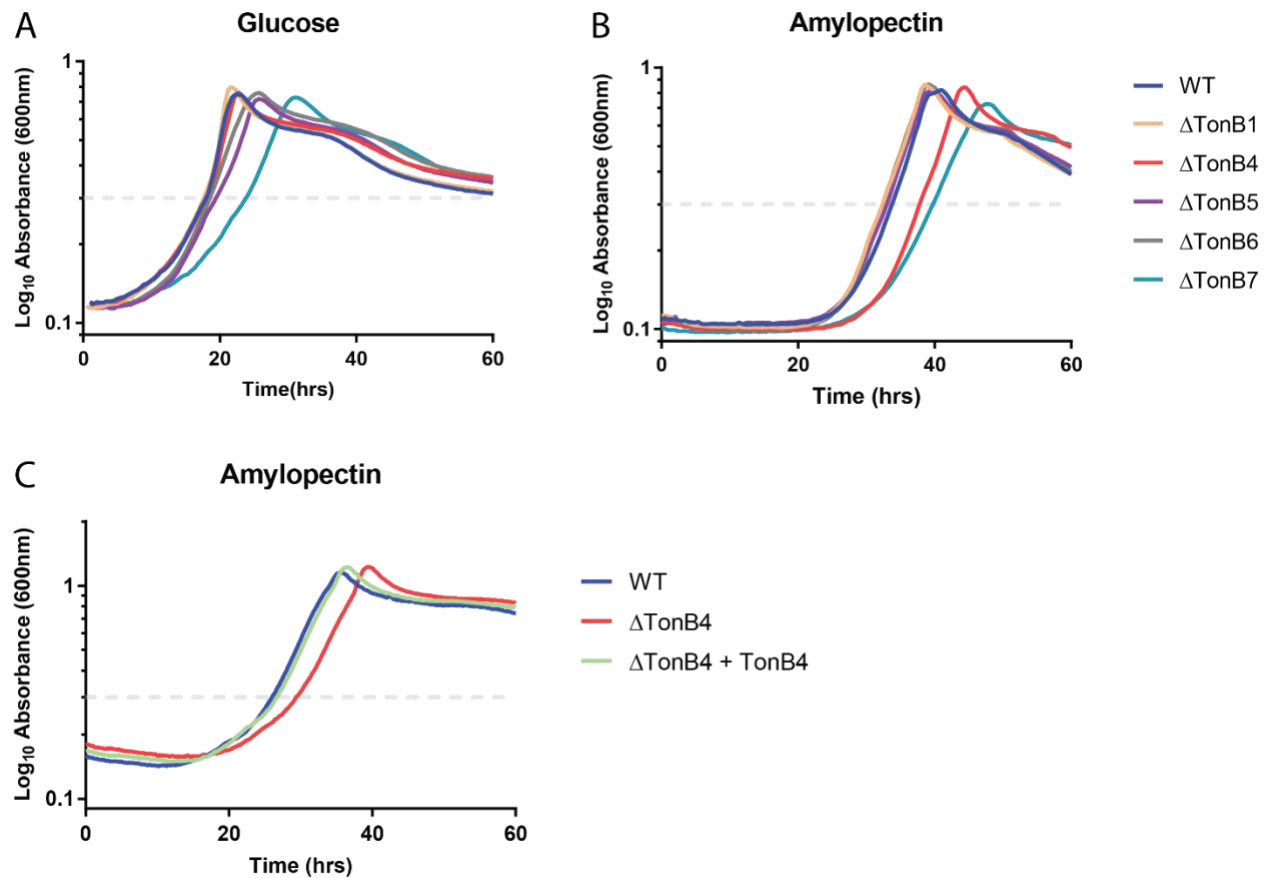 A
Glucose
Log10 Absorbance (600nm)
1
0.1
0
20
40
60
Time(hrs)
B
Amylopectin
Log10 Absorbance (600nm)
1
0.1
0
20
40
60
Time (hrs)
WT
ΔTonB1
ΔTonB4
ΔTonB5
ΔTonB6
ΔTonB7
C
Amylopectin
Log10 Absorbance (600nm)
1
0.1
0
20
40
60
Time (hrs)
WT
ΔTonB4
ΔTonB4 + TonB4